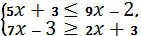 {5x + 3 ≤ 9x − 2,
7x − 3 ≥ 2x + 3